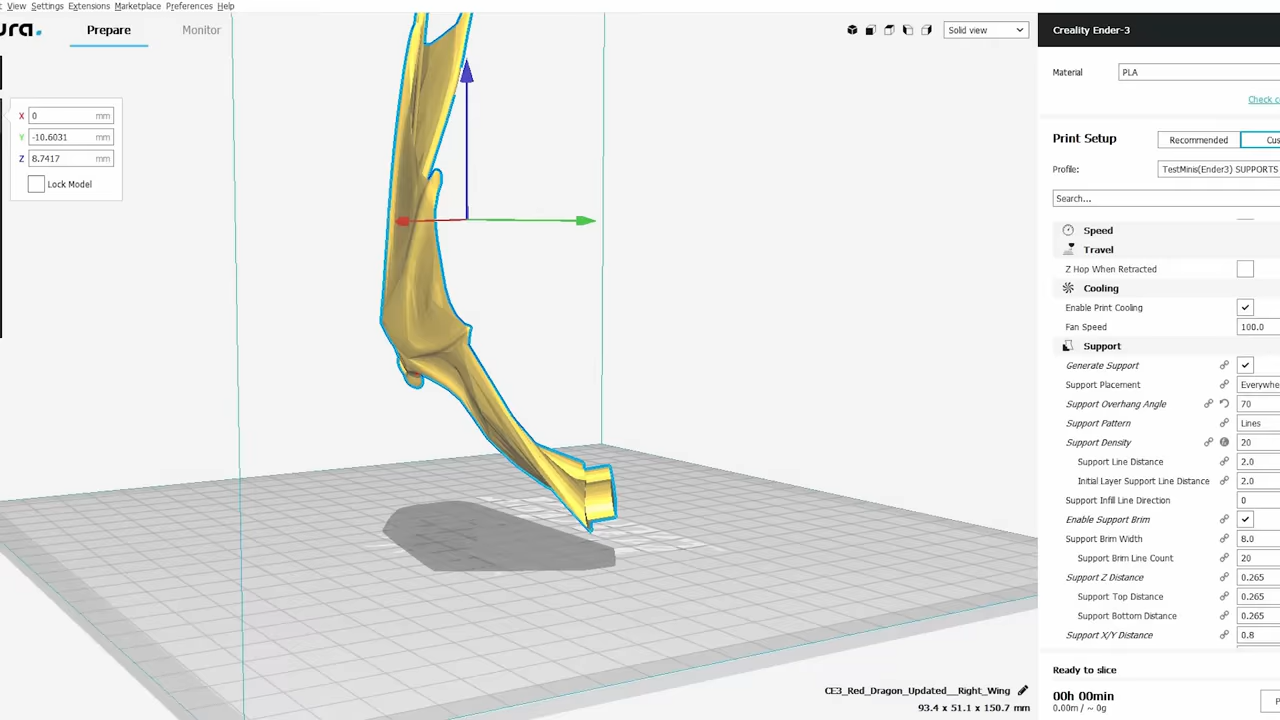 View Settings Extensions Marketplace Preferences Help
ura.
Prepare
Monitor
Solid view
Creality Ender-3
X 0 mm
Y -10.6031 mm
Z 8.7417 mm
Lock Model
Material PLA
Check c
Print Setup Recommended Cus
Profile: TestMinis(Ender3) SUPPORTS
Search...
Speed
Travel
Z Hop When Retracted
Cooling
Enable Print Cooling
Fan Speed 100.0
Support
Generate Support
Support Placement Everywhe
Support Overhang Angle 70
Support Pattern Lines
Support Density 20
Support Line Distance 2.0
Initial Layer Support Line Distance 2.0
Support Infill Line Direction 0
Enable Support Brim
Support Brim Width 8.0
Support Brim Line Count 20
Support Z Distance 0.265
Support Top Distance 0.265
Support Bottom Distance 0.265
Support X/Y Distance 0.8
Ready to slice
00h 00min
0.00m / ~ 0g
P
CE3_Red_Dragon_Updated__Right_Wing
93.4 x 51.1 x 150.7 mm